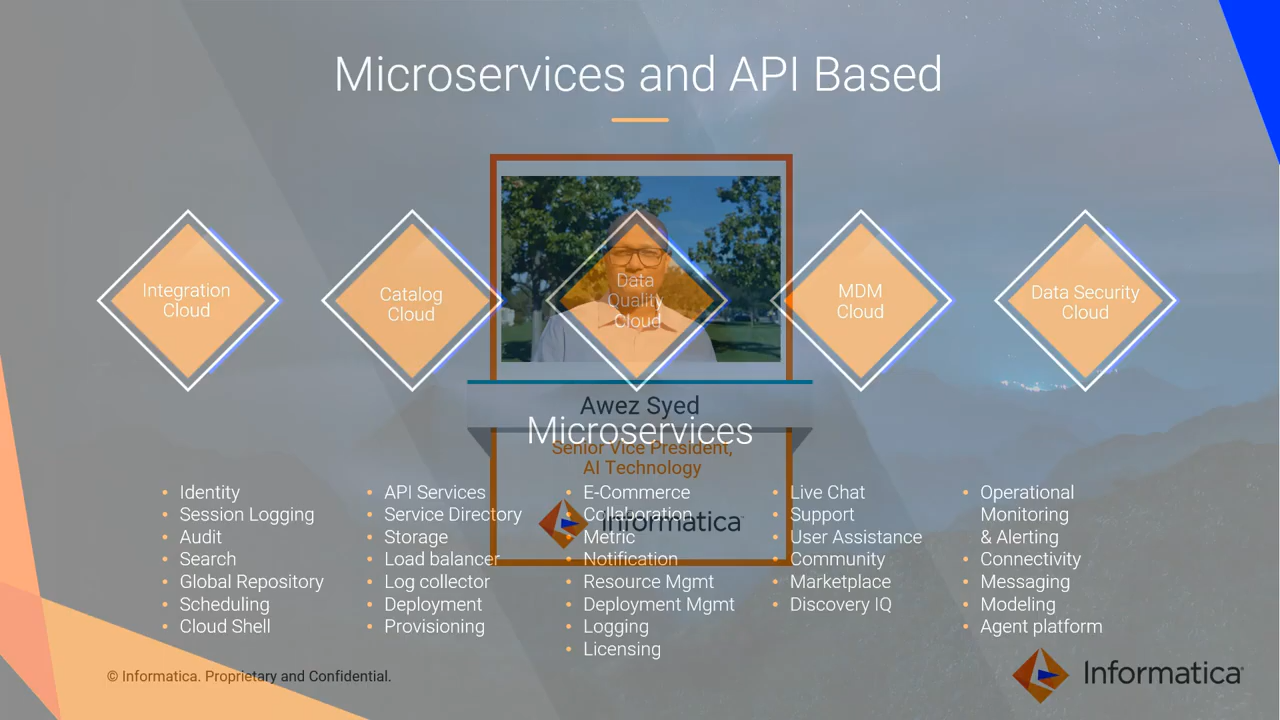 Microservices and API Based
Integration
Cloud
Catalog
Cloud
Data
Quality
Cloud
MDM
Cloud
Data Security
Cloud
Awez Syed
Microservices
Senior Vice President,
AI Technology
Informatica
• Identity
• Session Logging
• Audit
• Search
• Global Repository
• Scheduling
• Cloud Shell
• API Services
• Service Directory
• Storage
• Load balancer
• Log collector
• Deployment
• Provisioning
• E-Commerce
• Collaboration
• Metric
• Notification
• Resource Mgmt
• Deployment Mgmt
• Logging
• Licensing
• Live Chat
• Support
• User Assistance
• Community
• Marketplace
• Discovery IQ
• Operational
Monitoring
& Alerting
• Connectivity
• Messaging
• Modeling
• Agent platform
© Informatica. Proprietary and Confidential.
Informatica